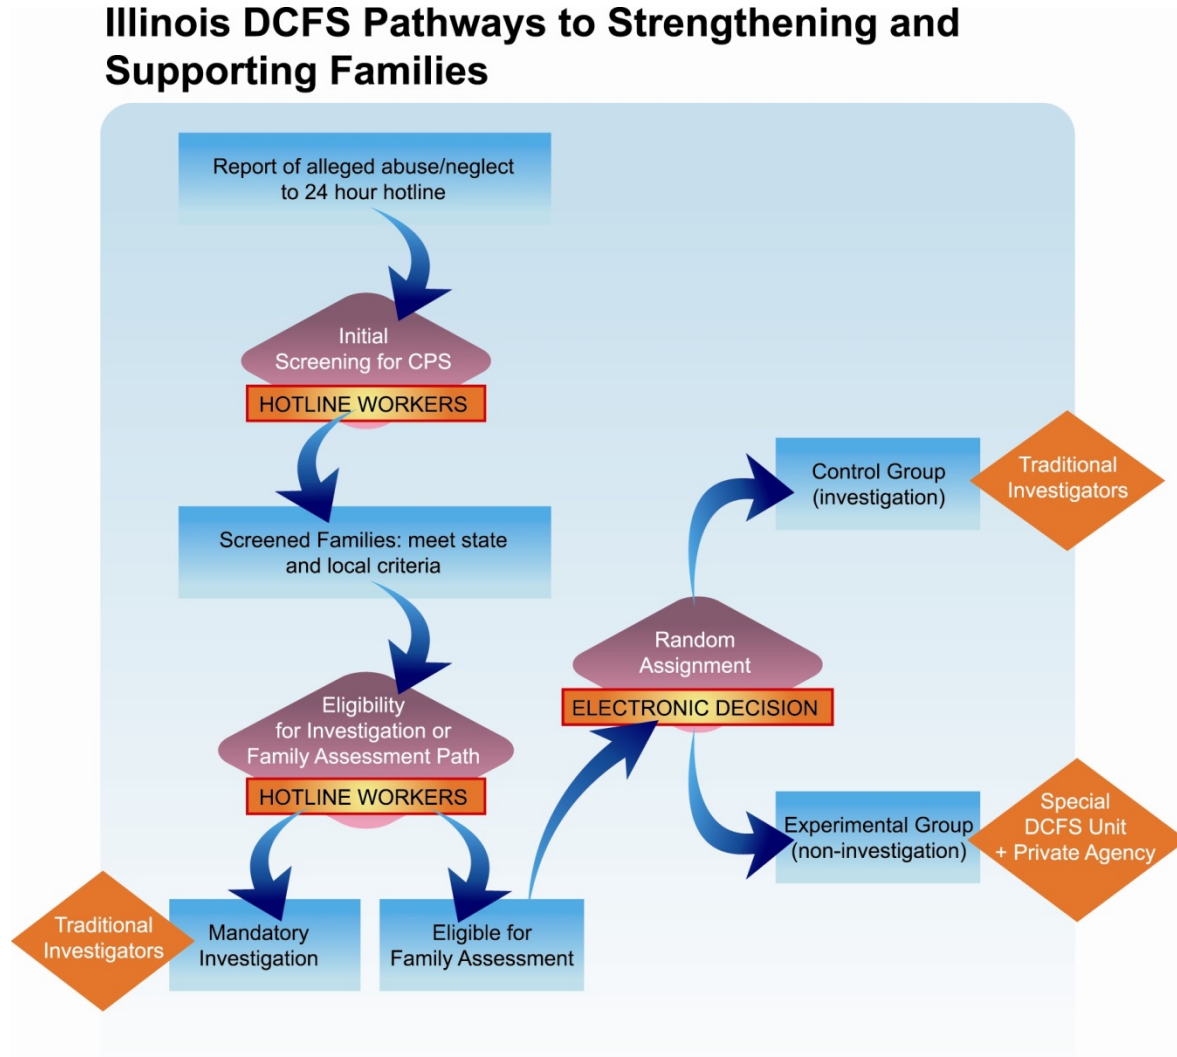 Illinois DCFS Pathways to Strengthening and
Supporting Families
Report of alleged abuse/neglect
to 24 hour hotline
Initial
Screening for CPS
HOTLINE WORKERS
Screened Families: meet state
and local criteria
Eligibility
for Investigation or
Family Assessment Path
HOTLINE WORKERS
Traditional
Investigators
Mandatory
Investigation
Eligible for
Family Assessment
Random
Assignment
ELECTRONIC DECISION
Control Group
(investigation)
Traditional
Investigators
Experimental Group
(non-investigation)
Special
DCFS Unit
+ Private Agency